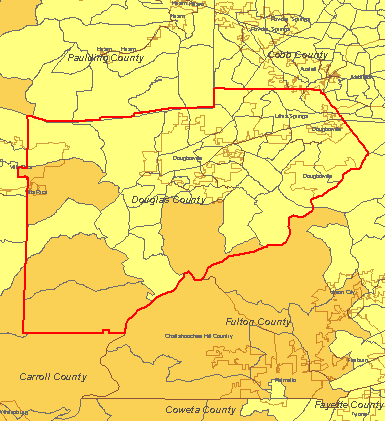 Hiram
Powder Springs
Hiram
Powder Springs
Hiram
Hiram
Cobb County
Paulding County
Austell
Lithia Springs
Douglasville
Douglasville
Villa Rica
Douglasville
Villa Rica
Douglas County
Union City
Fulton County
Chattahoochee Hill Country
Fairburn
Carroll County
Palmetto
Fayette County
Coweta County
Whitesburg
Tyrone